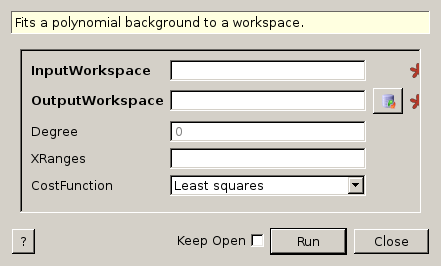 Fits a polynomial background to a workspace.
InputWorkspace
OutputWorkspace
Degree 0
XRanges
CostFunction Least squares
? Keep Open Run Close